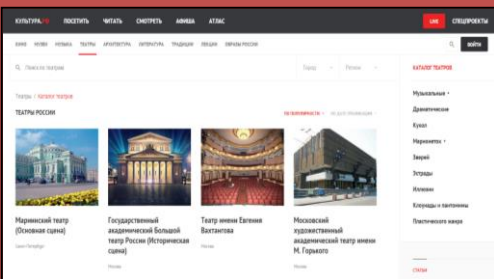 КУЛЬТУРА.РФ ПОСЕТИТЬ ЧИТАТЬ СМОТРЕТЬ АФИША АТЛАС LIVE СПЕЦПРОЕКТЫ
КИНО МУЗЕИ МУЗЫКА ТЕАТРЫ АРХИТЕКТУРА ЛИТЕРАТУРА ТРАДИЦИИ ЛЕКЦИИ ОБРАЗЫ РОССИИ ВОЙТИ
Поиск по театрам Город Регион КАТАЛОГ ТЕАТРОВ
Театры / Каталог театров
ТЕАТРЫ РОССИИ ПО ПОПУЛЯРНОСТИ ПО ДАТЕ ПУБЛИКАЦИИ
Мариинский театр
(Основная сцена)
Санкт-Петербург
Государственный
академический Большой
театр России (Историческая
сцена)
Москва
Театр имени Евгения
Вахтангова
Москва
Московский
художественный
академический театр имени
М. Горького
Москва
Музыкальные
Драматические
Кукол
Марионеток
Зверей
Эстрады
Иллюзии
Клоунады и пантомимы
Пластического жанра
СТАТЬИ